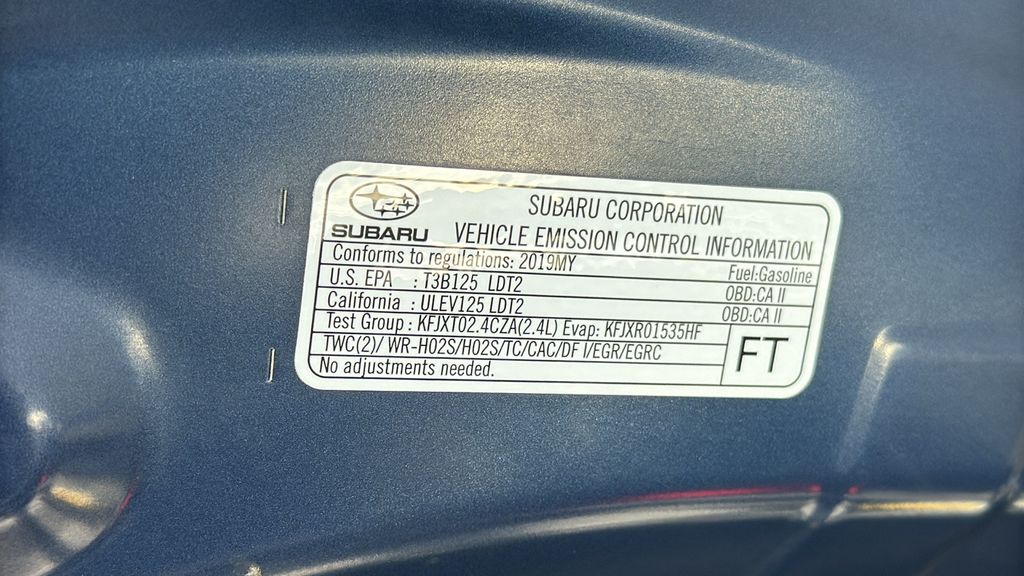 SUBARU CORPORATION
SUBARU VEHICLE EMISSION CONTROL INFORMATION
Conforms to regulations: 2019MY Fuel:Gasoline
U.S. EPA : T3B125 LDT2 OBD:CA II
California : ULEV125 LDT2 OBD:CA II
Test Group : KFJXT02.4CZA(2.4L) Evap: KFJXR01535HF
TWC(2)/ WR-HO2S/HO2S/TC/CAC/DFI/EGR/EGRC
FT
No adjustments needed.